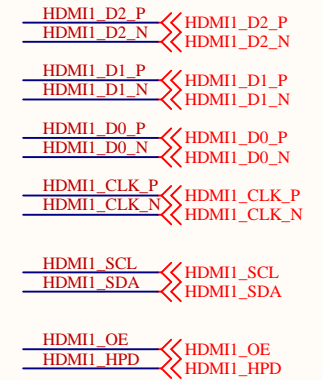 HDMI1_D2_P HDMI1_D2_P
HDMI1_D2_N HDMI1_D2_N
HDMI1_D1_P HDMI1_D1_P
HDMI1_D1_N HDMI1_D1_N
HDMI1_D0_P HDMI1_D0_P
HDMI1_D0_N HDMI1_D0_N
HDMI1_CLK_P HDMI1_CLK_P
HDMI1_CLK_N HDMI1_CLK_N
HDMI1_SCL HDMI1_SCL
HDMI1_SDA HDMI1_SDA
HDMI1_OE HDMI1_OE
HDMI1_HPD HDMI1_HPD